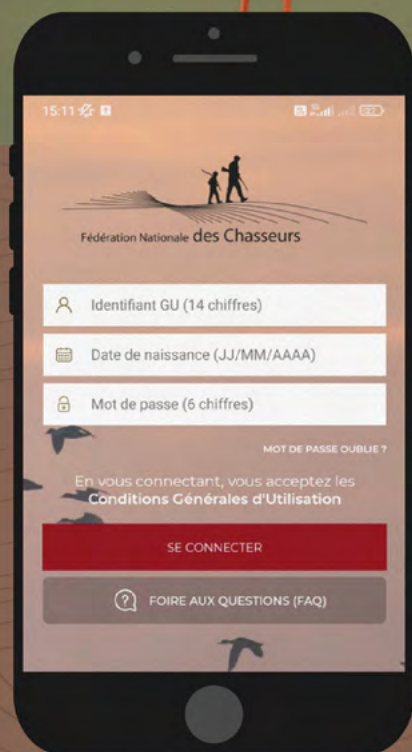 15:11
Fédération Nationale des Chasseurs
Identifiant GU (14 chiffres)
Date de naissance (JJ/MM/AAAA)
Mot de passe (6 chiffres)
MOT DE PASSE OUBLIE ?
En vous connectant, vous acceptez les
Conditions Générales d'Utilisation
SE CONNECTER
FOIRE AUX QUESTIONS (FAQ)